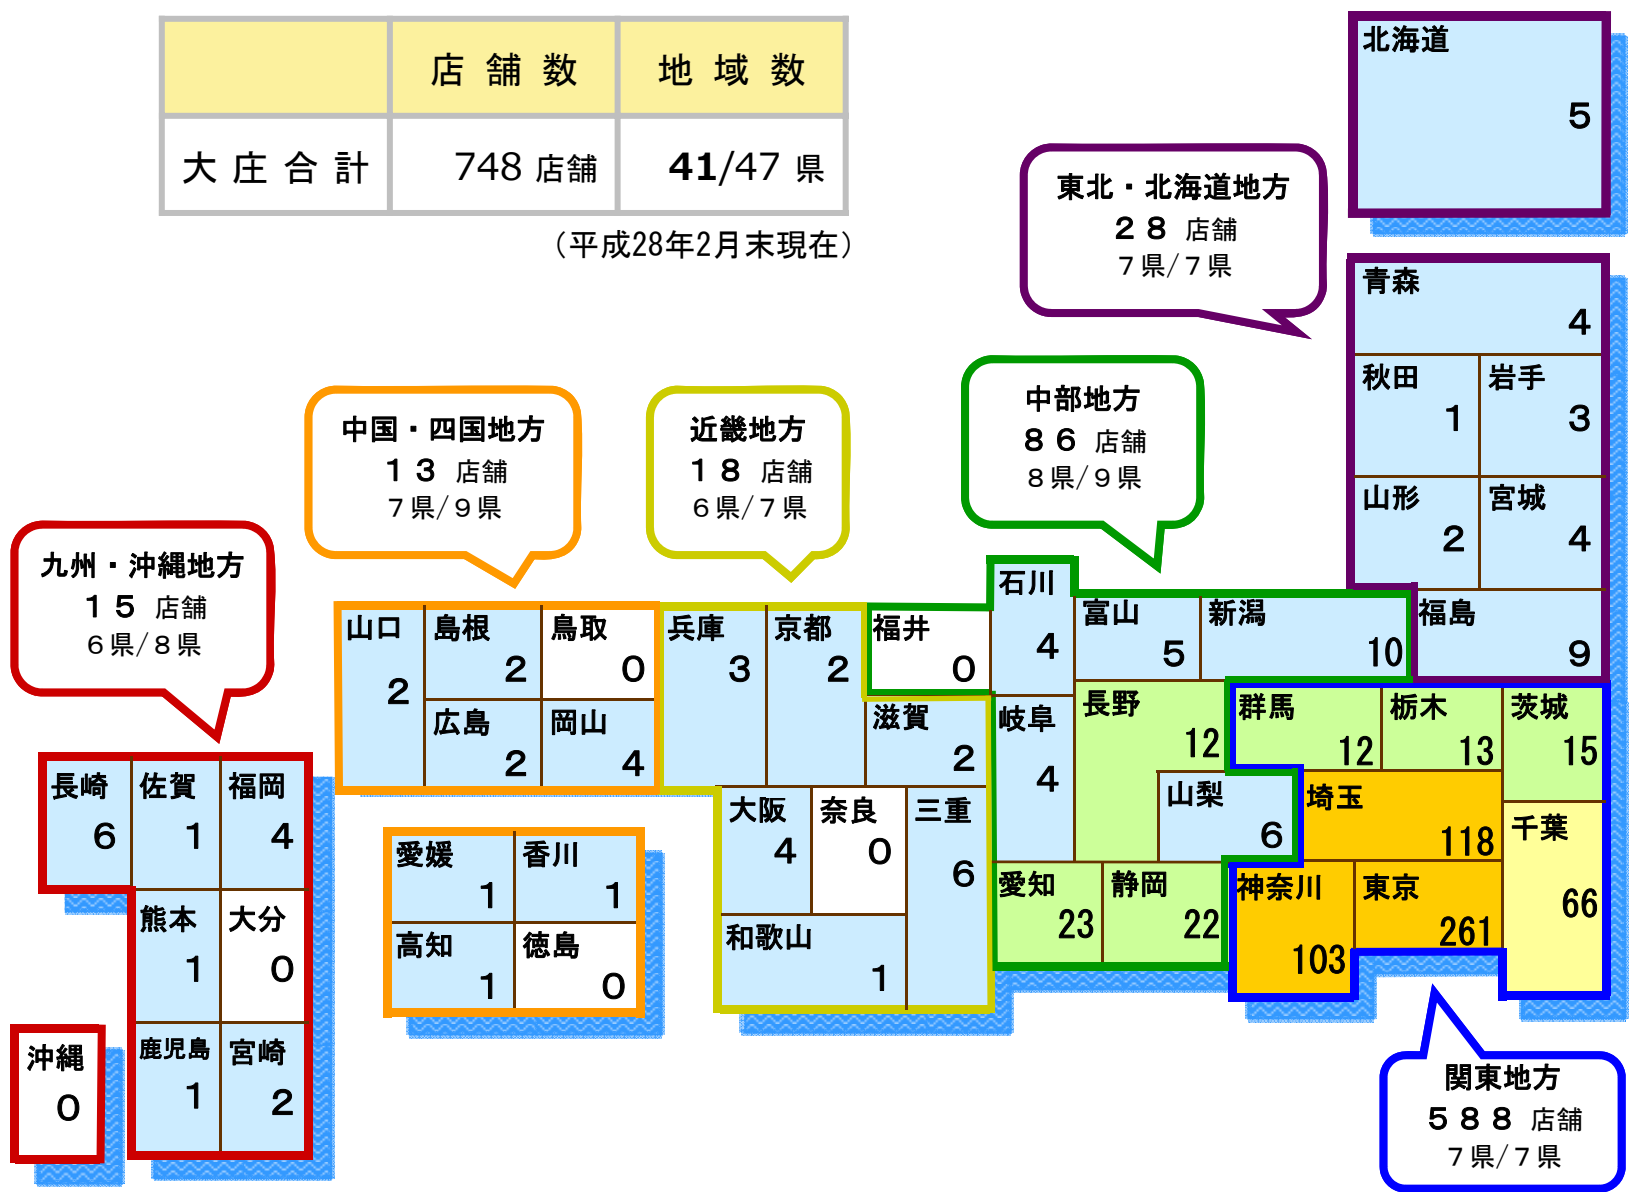 店舗数 地域数
大庄合計 748 店舗 41/47 県
（平成28年2月末現在）
北海道
5
東北・北海道地方
２８ 店舗
７県/７県
青森
4
秋田
1
岩手
3
山形
2
宮城
4
福島
9
中部地方
８６ 店舗
８県/９県
石川
4
富山
5
新潟
10
福井
0
岐阜
4
長野
12
山梨
6
愛知
23
静岡
22
近畿地方
１８ 店舗
６県/７県
兵庫
3
京都
2
滋賀
2
大阪
4
奈良
0
三重
6
和歌山
1
中国・四国地方
１３ 店舗
７県/９県
山口
2
島根
2
鳥取
0
広島
2
岡山
4
愛媛
1
香川
1
高知
1
徳島
0
九州・沖縄地方
１５ 店舗
６県/８県
長崎
6
佐賀
1
福岡
4
熊本
1
大分
0
鹿児島
1
宮崎
2
沖縄
0
群馬
12
栃木
13
茨城
15
埼玉
118
千葉
66
神奈川
103
東京
261
関東地方
５８８ 店舗
７県/７県